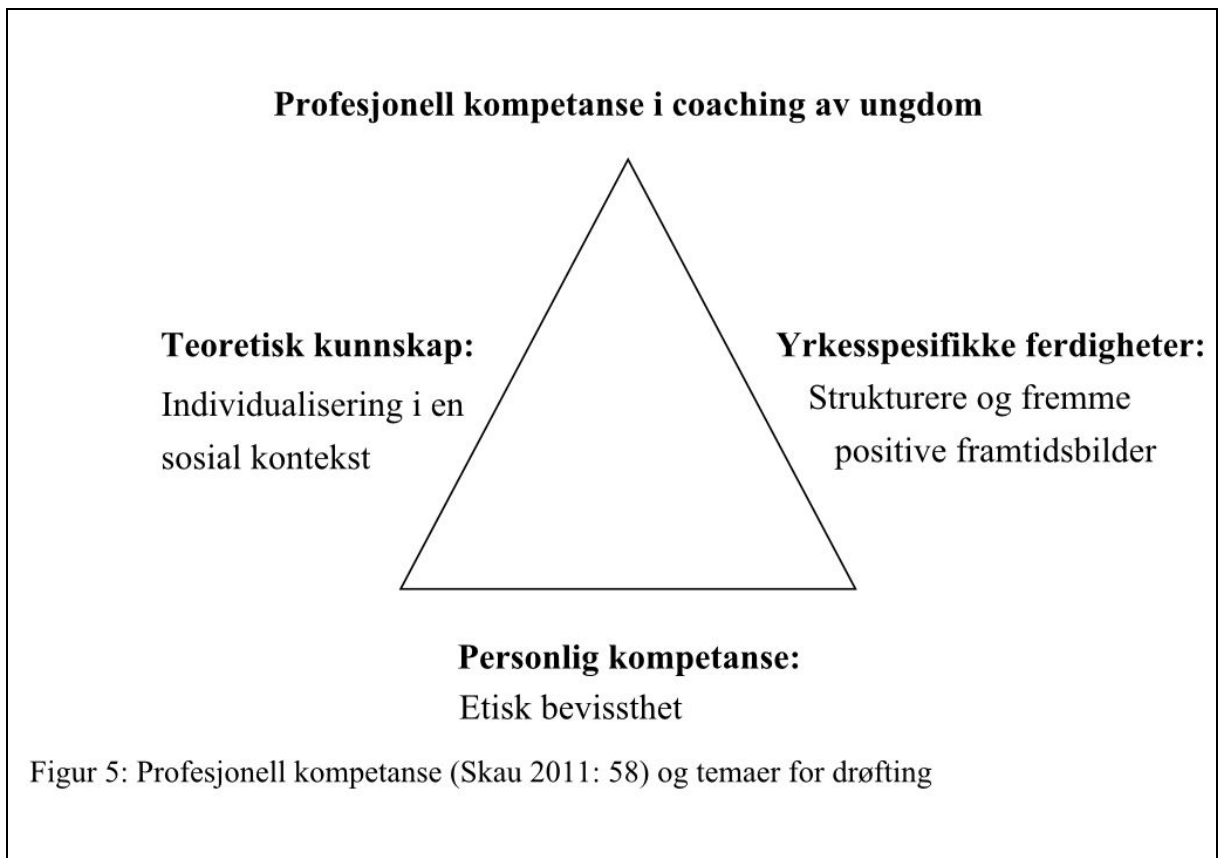 Profesjonell kompetanse i coaching av ungdom
Teoretisk kunnskap:
Individualisering i en
sosial kontekst
Yrkesspesifikke ferdigheter:
Strukturere og fremme
positive framtidsbilder
Personlig kompetanse:
Etisk bevissthet
Figur 5: Profesjonell kompetanse (Skau 2011: 58) og temaer for drøfting